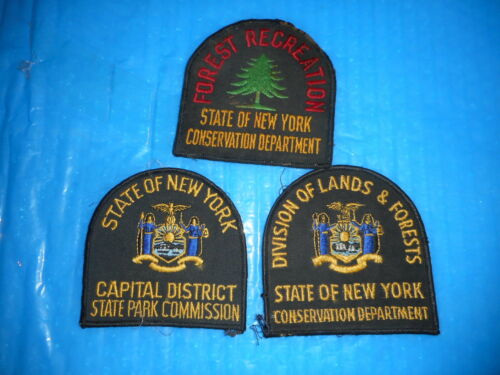 FOREST RECREATION
STATE OF NEW YORK
CONSERVATION DEPARTMENT
STATE OF NEW YORK
CAPITAL DISTRICT
STATE PARK COMMISSION
DIVISION OF LANDS & FORESTS
STATE OF NEW YORK
CONSERVATION DEPARTMENT